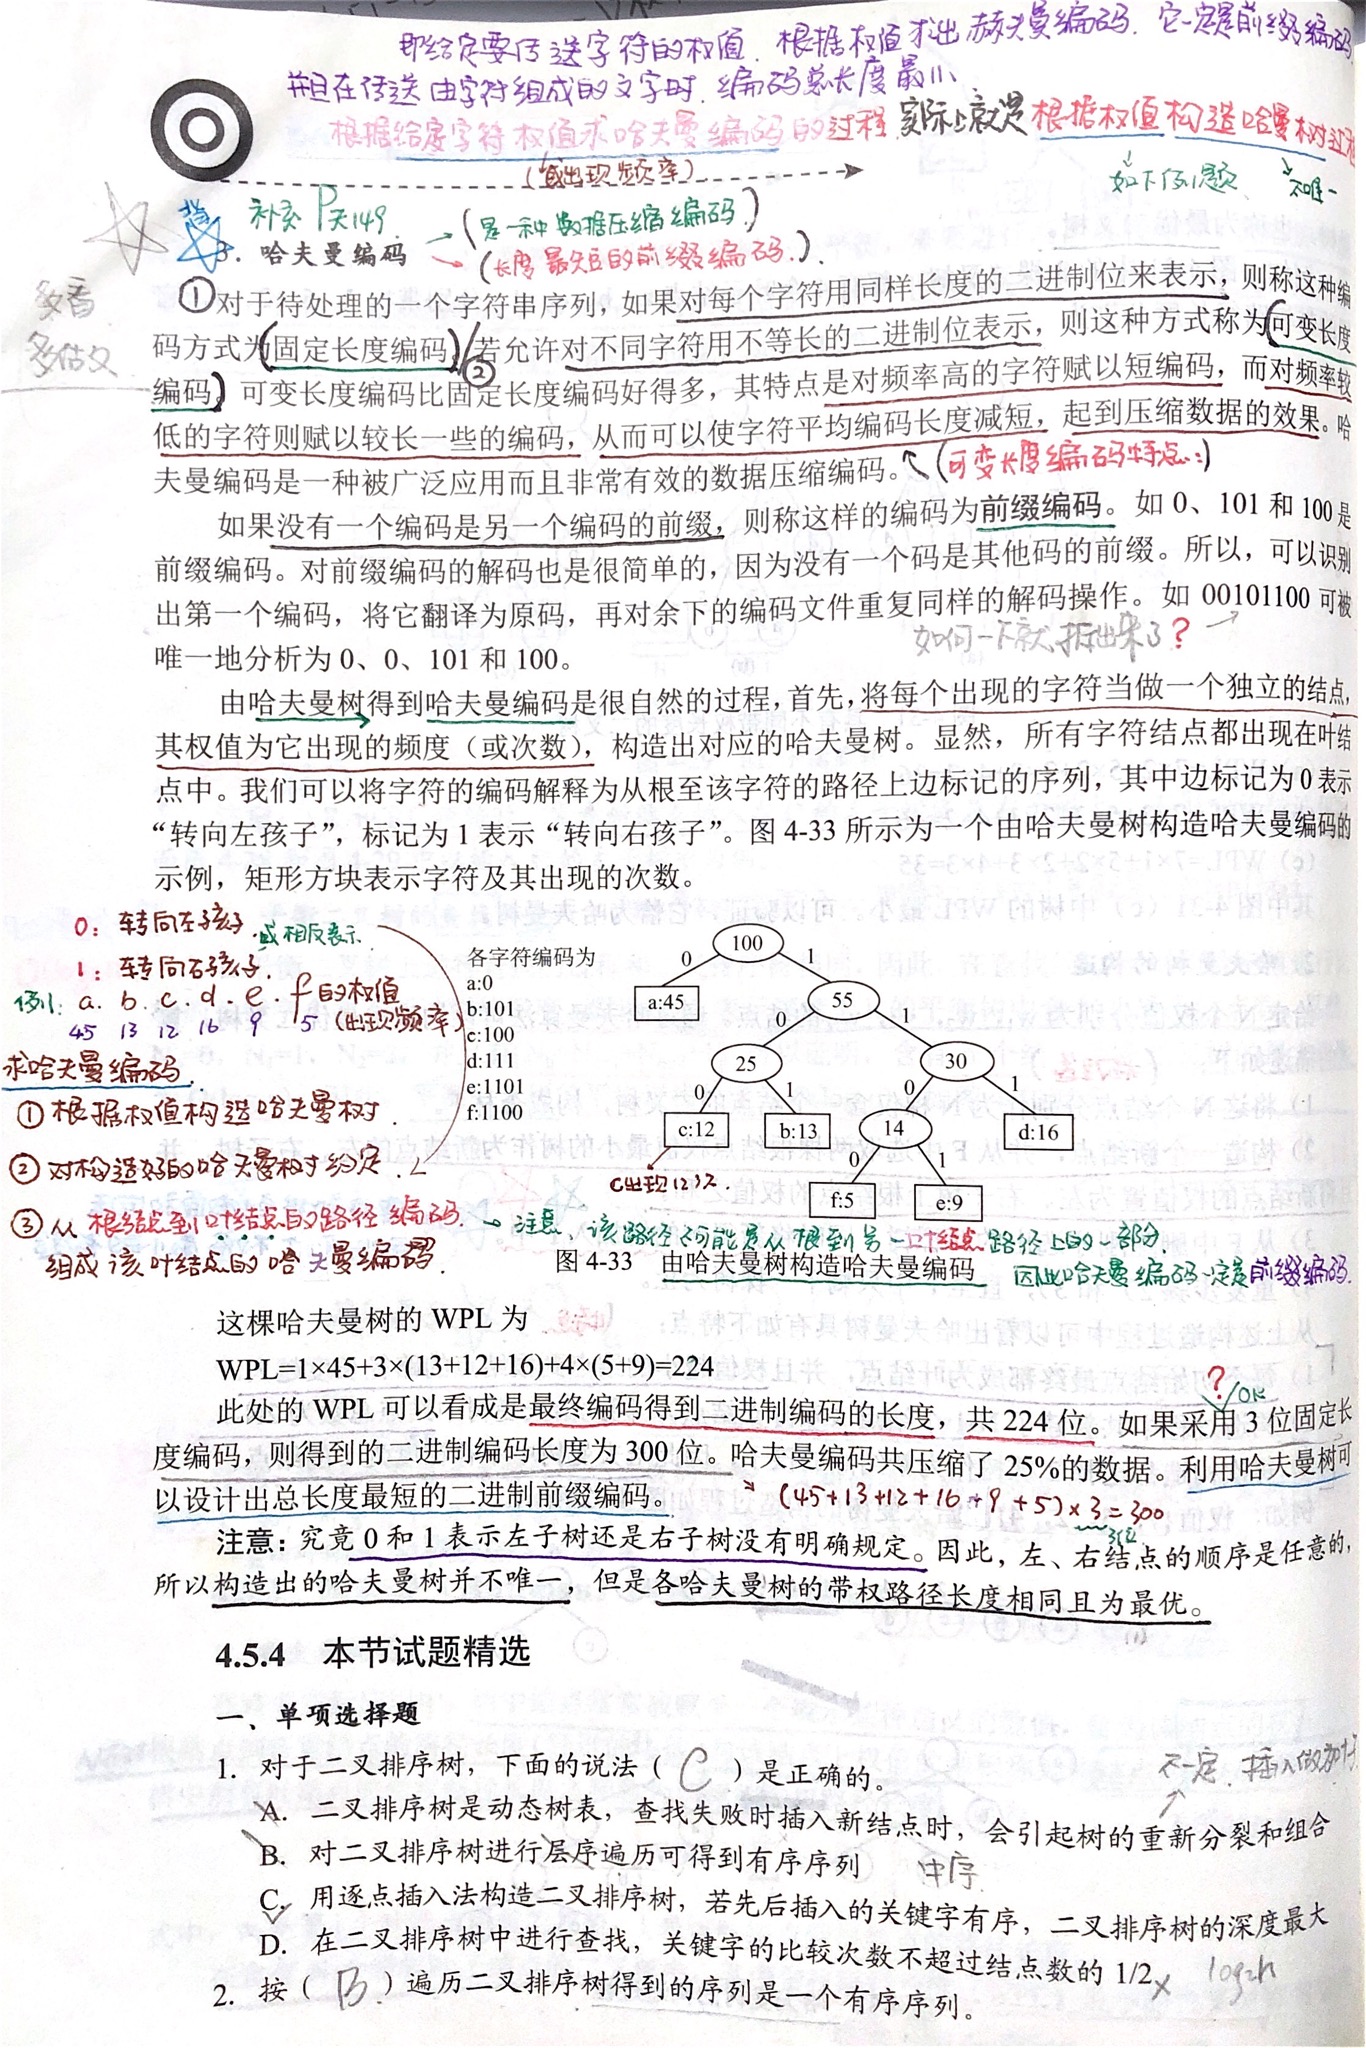 即给定要传送字符的权值. 根据权值求出赫夫曼编码. 它一定是前缀编码
并且在传送由字符组成的文字时. 编码总长度最小
根据给定字符权值求哈夫曼编码的过程 实际上就是根据权值构造哈曼树过程
(或出现频率) 如下例题 不唯一
补充P天149
背 → (是一种数据压缩编码)
3. 哈夫曼编码 → (长度最短的前缀编码.).
多看
多做
①对于待处理的一个字符串序列，如果对每个字符用同样长度的二进制位来表示，则称这种编
码方式为(固定长度编码)/②若允许对不同字符用不等长的二进制位表示，则这种方式称为(可变长度
编码) 可变长度编码比固定长度编码好得多，其特点是对频率高的字符赋以短编码，而对频率较
低的字符则赋以较长一些的编码，从而可以使字符平均编码长度减短，起到压缩数据的效果。哈
夫曼编码是一种被广泛应用而且非常有效的数据压缩编码。(可变长度编码特点:)
如果没有一个编码是另一个编码的前缀，则称这样的编码为前缀编码。如 0、101 和 100 是
前缀编码。对前缀编码的解码也是很简单的，因为没有一个码是其他码的前缀。所以，可以识别
出第一个编码，将它翻译为原码，再对余下的编码文件重复同样的解码操作。如 00101100 可被
如何一下就拆出来了?
唯一地分析为 0、0、101 和 100。
由哈夫曼树得到哈夫曼编码是很自然的过程，首先，将每个出现的字符当做一个独立的结点，
其权值为它出现的频度（或次数），构造出对应的哈夫曼树。显然，所有字符结点都出现在叶结
点中。我们可以将字符的编码解释为从根至该字符的路径上边标记的序列，其中边标记为 0 表示
“转向左孩子”，标记为 1 表示“转向右孩子”。图 4-33 所示为一个由哈夫曼树构造哈夫曼编码的
示例，矩形方块表示字符及其出现的次数。
0: 转向左孩子. 或相反表示
1: 转向右孩子.
例: a. b. c. d. e. f 的权值
45 13 12 16 9 5 (出现频率)
求哈夫曼编码.
① 根据权值构造哈夫曼树.
② 对构造好的哈夫曼树约定.
③ 从根结点到叶结点的路径编码.
组成该叶结点的哈夫曼编码.
各字符编码为
a:0
b:101
c:100
d:111
e:1101
f:1100
100
0 1
a:45 55
0 1
25 30
0 1 0 1
c:12 b:13 14 d:16
0 1
f:5 e:9
C出现12次.
→ 注意. 该路径不可能是从根到另一叶结点路径上的一部分.
图 4-33 由哈夫曼树构造哈夫曼编码 因此哈夫曼编码一定是前缀编码.
这棵哈夫曼树的 WPL 为
WPL=1×45+3×(13+12+16)+4×(5+9)=224
?/OK
此处的 WPL 可以看成是最终编码得到二进制编码的长度，共 224 位。如果采用 3 位固定长
度编码，则得到的二进制编码长度为 300 位。哈夫曼编码共压缩了 25%的数据。利用哈夫曼树可
以设计出总长度最短的二进制前缀编码。 (45+13+12+16+9+5)×3=300
3位
注意：究竟 0 和 1 表示左子树还是右子树没有明确规定。因此，左、右结点的顺序是任意的，
所以构造出的哈夫曼树并不唯一，但是各哈夫曼树的带权路径长度相同且为最优。
4.5.4 本节试题精选
一、单项选择题
1. 对于二叉排序树，下面的说法（ C ）是正确的。
不一定. 插入做加叶子
A. 二叉排序树是动态树表，查找失败时插入新结点时，会引起树的重新分裂和组合
B. 对二叉排序树进行层序遍历可得到有序序列 中序
C. 用逐点插入法构造二叉排序树，若先后插入的关键字有序，二叉排序树的深度最大
D. 在二叉排序树中进行查找，关键字的比较次数不超过结点数的 1/2 × log₂n
2. 按（ B ）遍历二叉排序树得到的序列是一个有序序列。